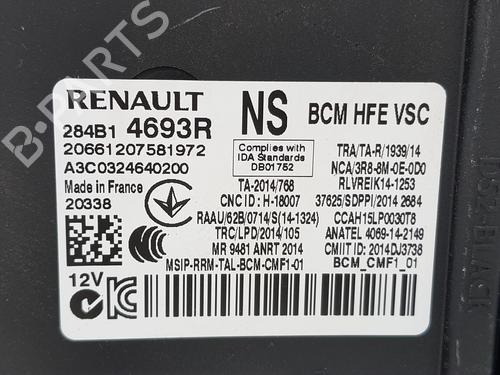 RENAULT NS BCM HFE VSC
284B1 4693R
20661207581972
A3C0324640200
Made in France
20338
12V
Complies with
IDA Standards
DB01752
TA-2014/768
CNC ID: H-18007
RAAU/62B/0714/S(14-1324)
TRC/LPD/2014/105
MR 9481 ANRT 2014
MSIP-RRM-TAL-BCM-CMF1-01
TRA/TA-R/1939/14
NCA/3R8-8M-0E-0D0
RLVREIK14-1253
37625/SDPPI/2014 2684
CCAH15LP0030T8
ANATEL 4069-14-2149
CMIIT ID: 2014DJ3738
BCM_CMF1_01
B-PARTS